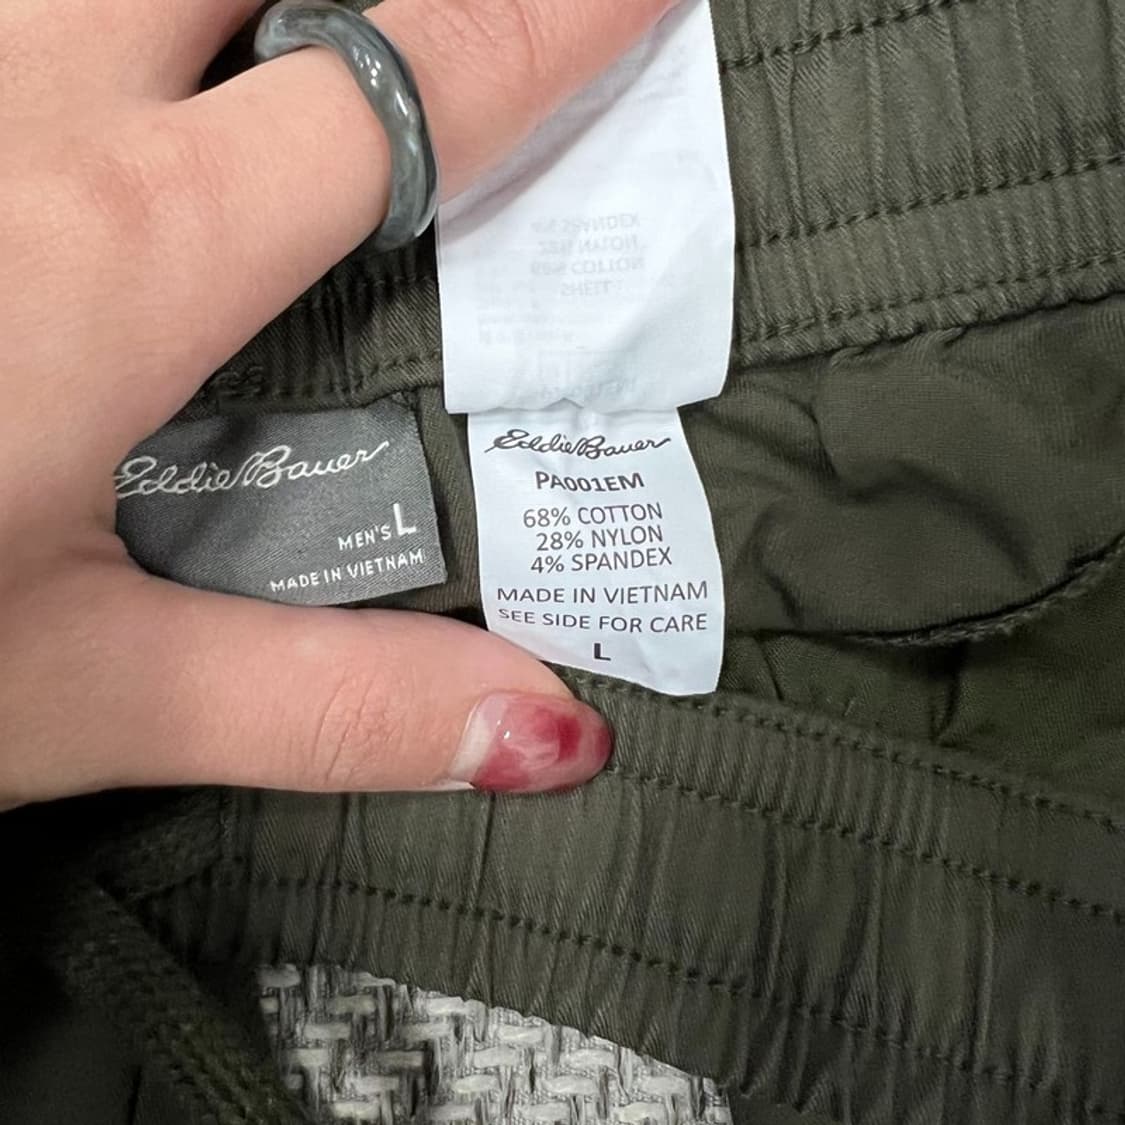 Eddie Bauer
MEN'S L
MADE IN VIETNAM
Eddie Bauer
PA001EM
68% COTTON
28% NYLON
4% SPANDEX
MADE IN VIETNAM
SEE SIDE FOR CARE
L